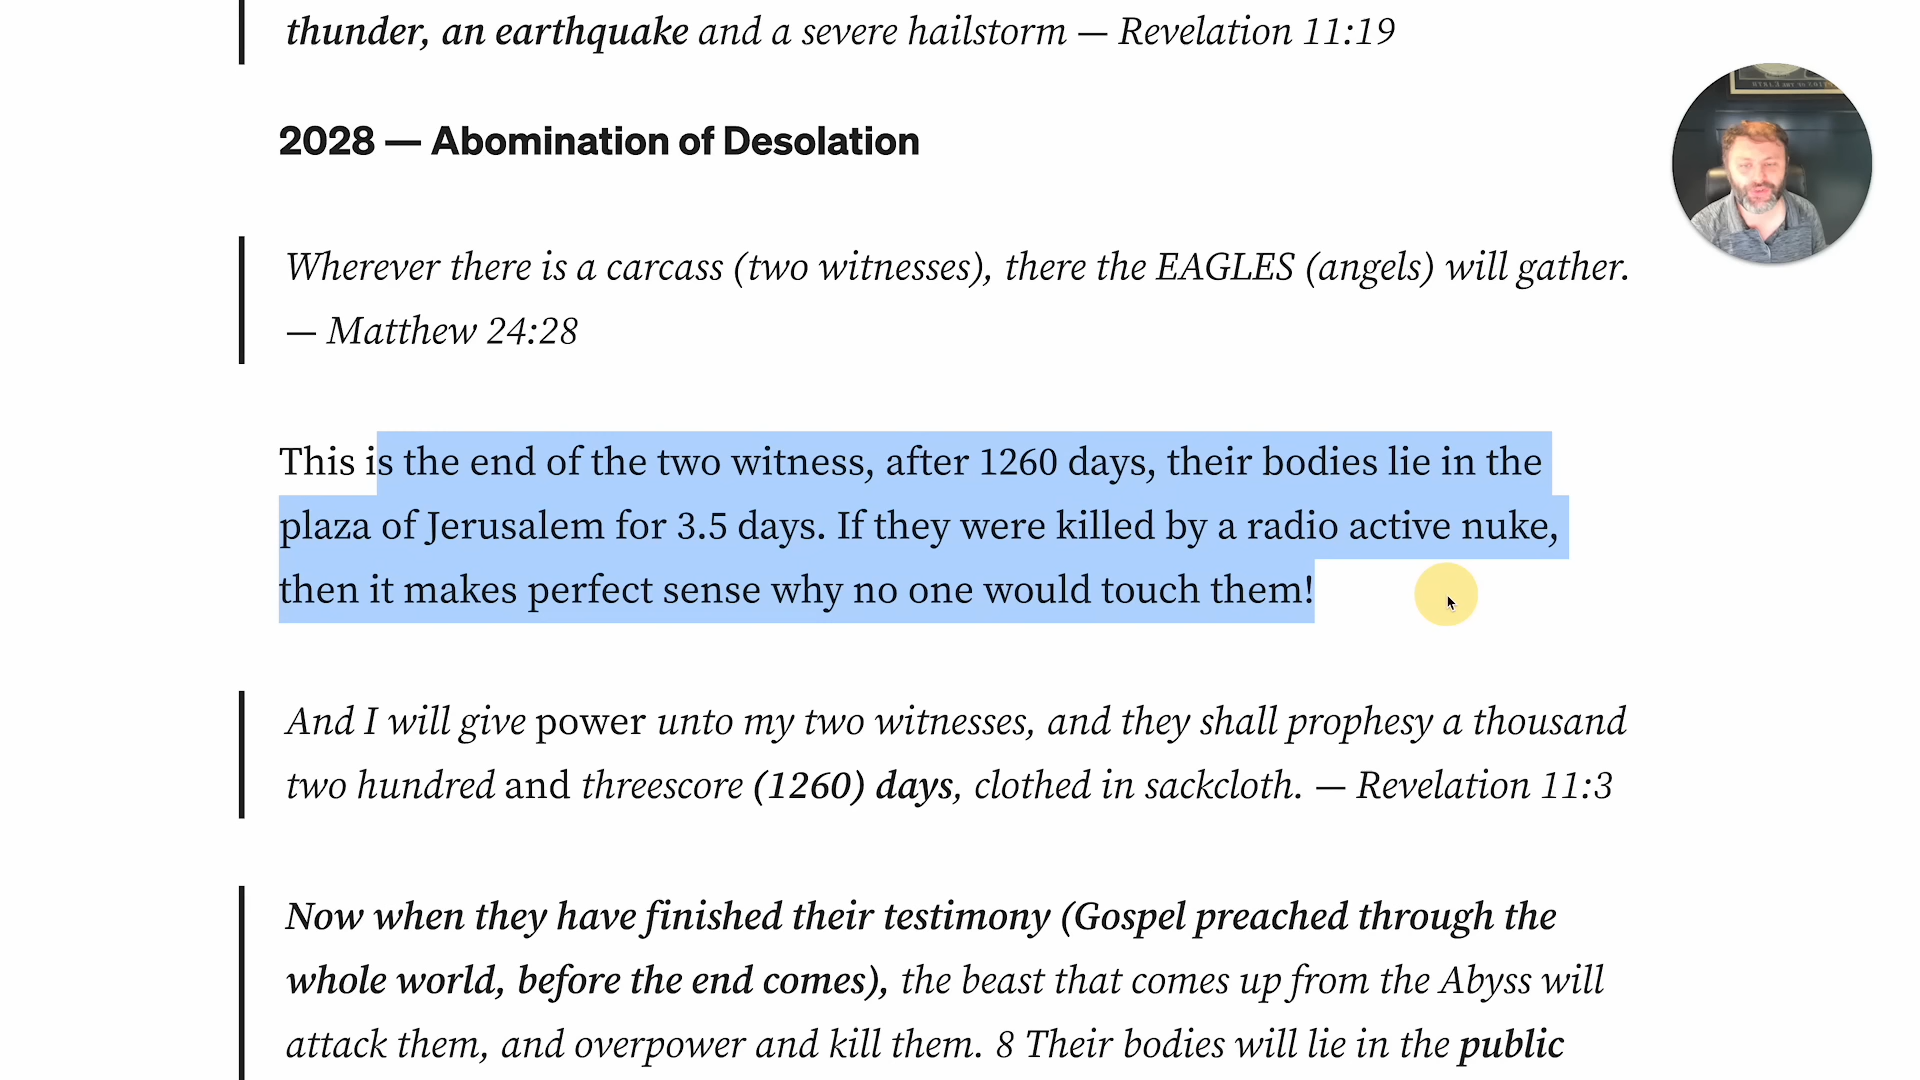 thunder, an earthquake and a severe hailstorm — Revelation 11:19
2028 — Abomination of Desolation
Wherever there is a carcass (two witnesses), there the EAGLES (angels) will gather.
— Matthew 24:28
This is the end of the two witness, after 1260 days, their bodies lie in the
plaza of Jerusalem for 3.5 days. If they were killed by a radio active nuke,
then it makes perfect sense why no one would touch them!
And I will give power unto my two witnesses, and they shall prophesy a thousand
two hundred and threescore (1260) days, clothed in sackcloth. — Revelation 11:3
Now when they have finished their testimony (Gospel preached through the
whole world, before the end comes), the beast that comes up from the Abyss will
attack them, and overpower and kill them. 8 Their bodies will lie in the public